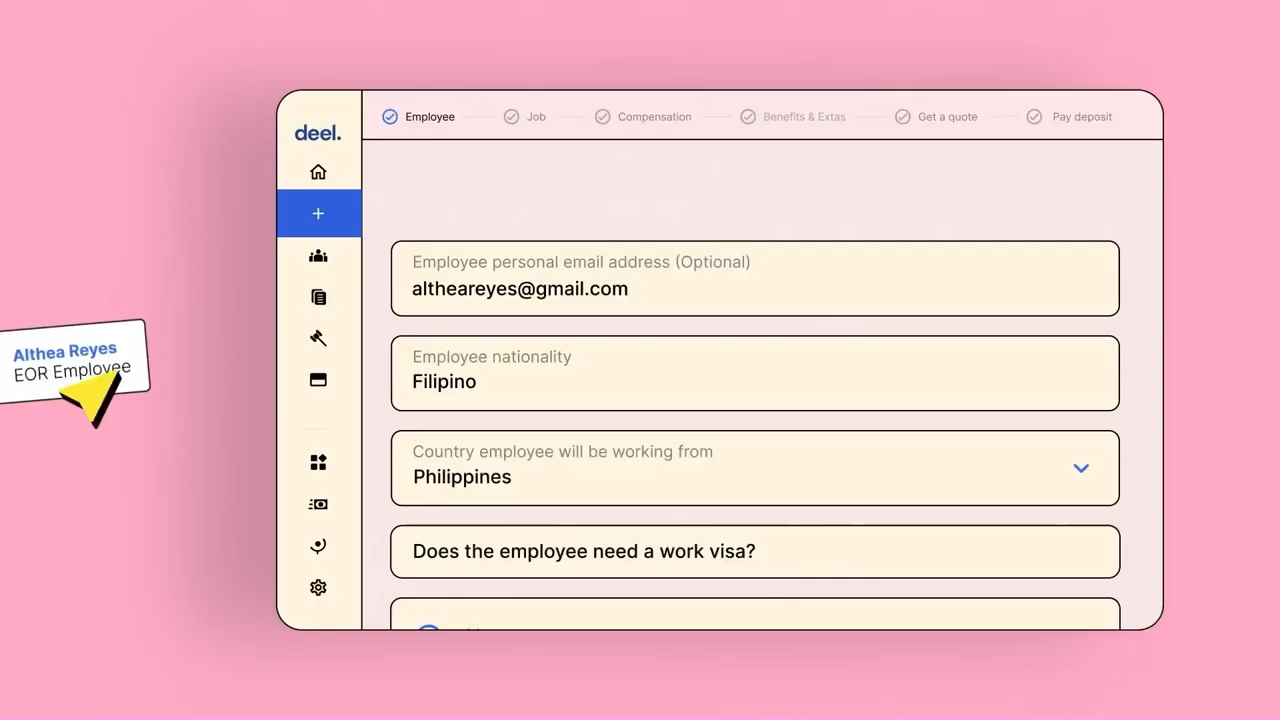 deel.
Employee
Job
Compensation
Benefits & Extas
Get a quote
Pay deposit
Employee personal email address (Optional)
altheareyes@gmail.com
Employee nationality
Filipino
Country employee will be working from
Philippines
Does the employee need a work visa?
Althea Reyes
EOR Employee